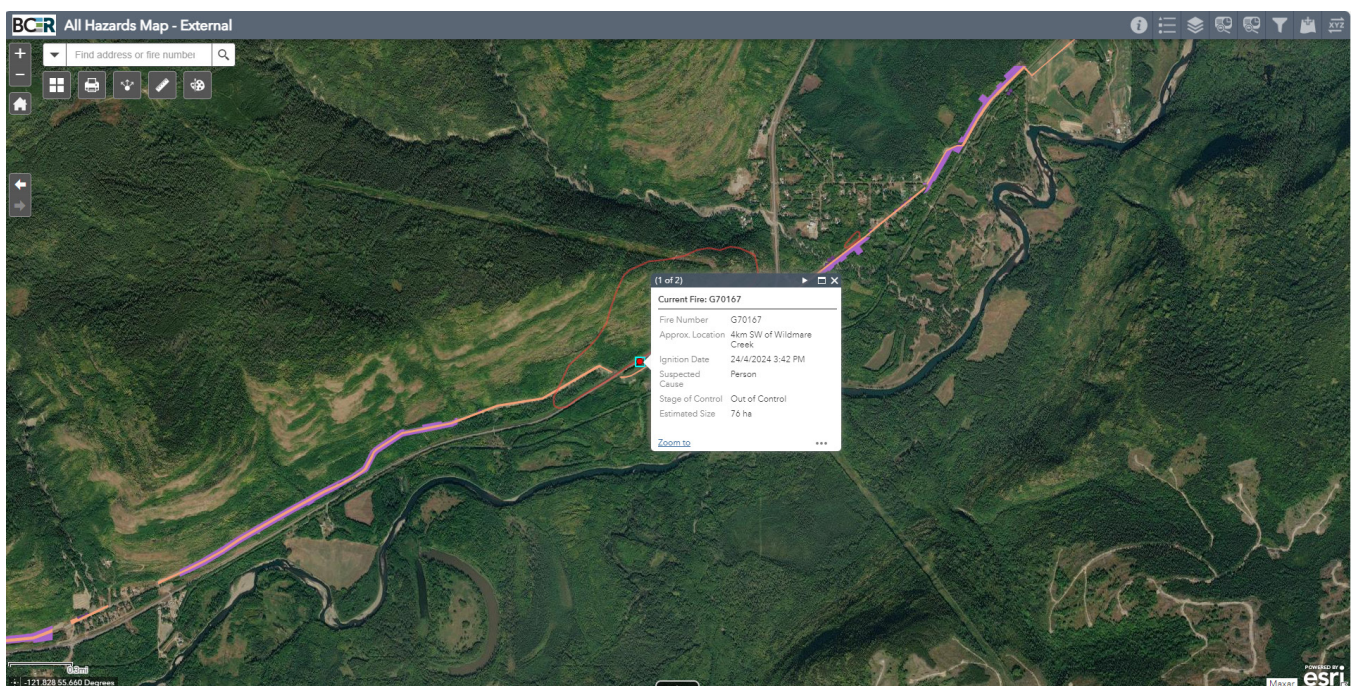 BCER All Hazards Map - External
XYZ
Find address or fire number
(1 of 2)
Current Fire: G70167
Fire Number G70167
Approx. Location 4km SW of Wildmare
Creek
Ignition Date 24/4/2024 3:42 PM
Suspected Person
Cause
Stage of Control Out of Control
Estimated Size 76 ha
Zoom to
-121.828 55.660 Degrees
Maxar
POWERED BY
esri